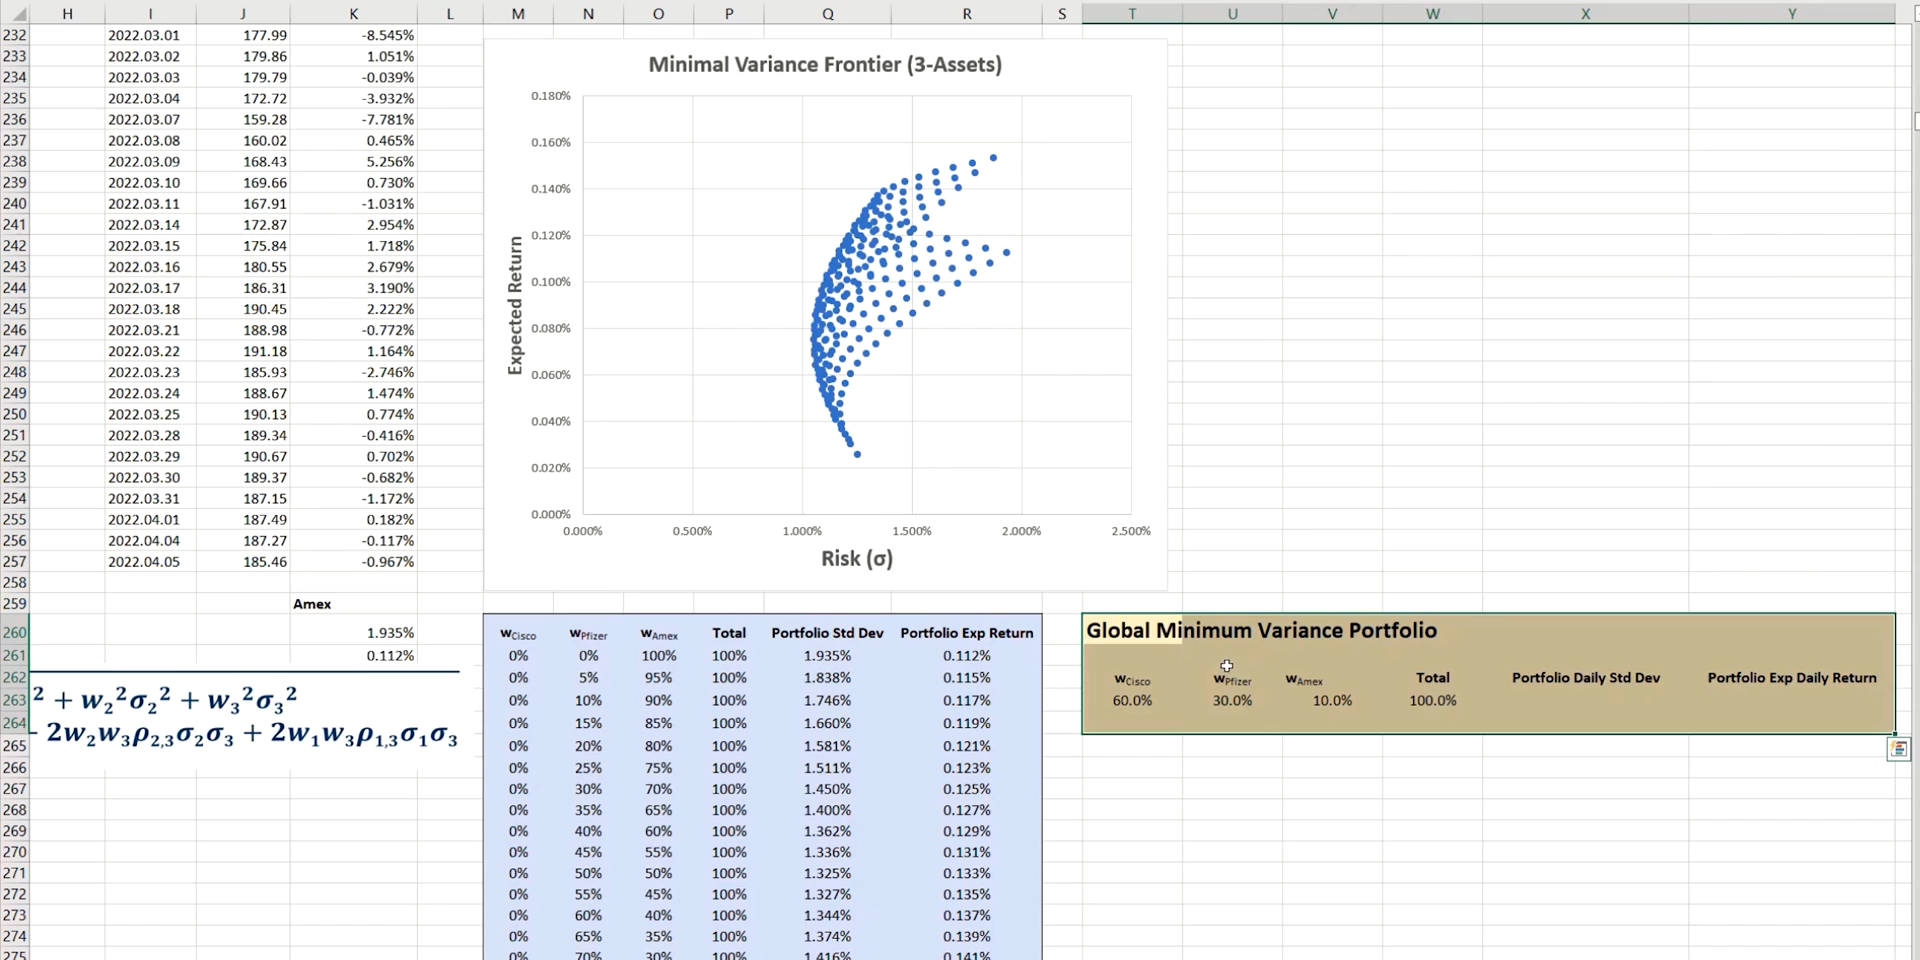 H I J K L M N O P Q R S T U V W X Y
232 2022.03.01 177.99 -8.545%
233 2022.03.02 179.86 1.051%
234 2022.03.03 179.79 -0.039%
235 2022.03.04 172.72 -3.932%
236 2022.03.07 159.28 -7.781%
237 2022.03.08 160.02 0.465%
238 2022.03.09 168.43 5.256%
239 2022.03.10 169.66 0.730%
240 2022.03.11 167.91 -1.031%
241 2022.03.14 172.87 2.954%
242 2022.03.15 175.84 1.718%
243 2022.03.16 180.55 2.679%
244 2022.03.17 186.31 3.190%
245 2022.03.18 190.45 2.222%
246 2022.03.21 188.98 -0.772%
247 2022.03.22 191.18 1.164%
248 2022.03.23 185.93 -2.746%
249 2022.03.24 188.67 1.474%
250 2022.03.25 190.13 0.774%
251 2022.03.28 189.34 -0.416%
252 2022.03.29 190.67 0.702%
253 2022.03.30 189.37 -0.682%
254 2022.03.31 187.15 -1.172%
255 2022.04.01 187.49 0.182%
256 2022.04.04 187.27 -0.117%
257 2022.04.05 185.46 -0.967%
258
259 Amex
260 1.935%
261 0.112%
262
263 ² + w₂²σ₂² + w₃²σ₃²
264 2w₂w₃ρ₂,₃σ₂σ₃ + 2w₁w₃ρ₁,₃σ₁σ₃
265
266
267
268
269
270
271
272
273
274
275
Minimal Variance Frontier (3-Assets)
Expected Return
0.180%
0.160%
0.140%
0.120%
0.100%
0.080%
0.060%
0.040%
0.020%
0.000%
0.000% 0.500% 1.000% 1.500% 2.000% 2.500%
Risk (σ)
wCisco wPfizer wAmex Total Portfolio Std Dev Portfolio Exp Return
0% 0% 100% 100% 1.935% 0.112%
0% 5% 95% 100% 1.838% 0.115%
0% 10% 90% 100% 1.746% 0.117%
0% 15% 85% 100% 1.660% 0.119%
0% 20% 80% 100% 1.581% 0.121%
0% 25% 75% 100% 1.511% 0.123%
0% 30% 70% 100% 1.450% 0.125%
0% 35% 65% 100% 1.400% 0.127%
0% 40% 60% 100% 1.362% 0.129%
0% 45% 55% 100% 1.336% 0.131%
0% 50% 50% 100% 1.325% 0.133%
0% 55% 45% 100% 1.327% 0.135%
0% 60% 40% 100% 1.344% 0.137%
0% 65% 35% 100% 1.374% 0.139%
0% 70% 30% 100% 1.416% 0.141%
Global Minimum Variance Portfolio
wCisco wPfizer wAmex Total Portfolio Daily Std Dev Portfolio Exp Daily Return
60.0% 30.0% 10.0% 100.0%